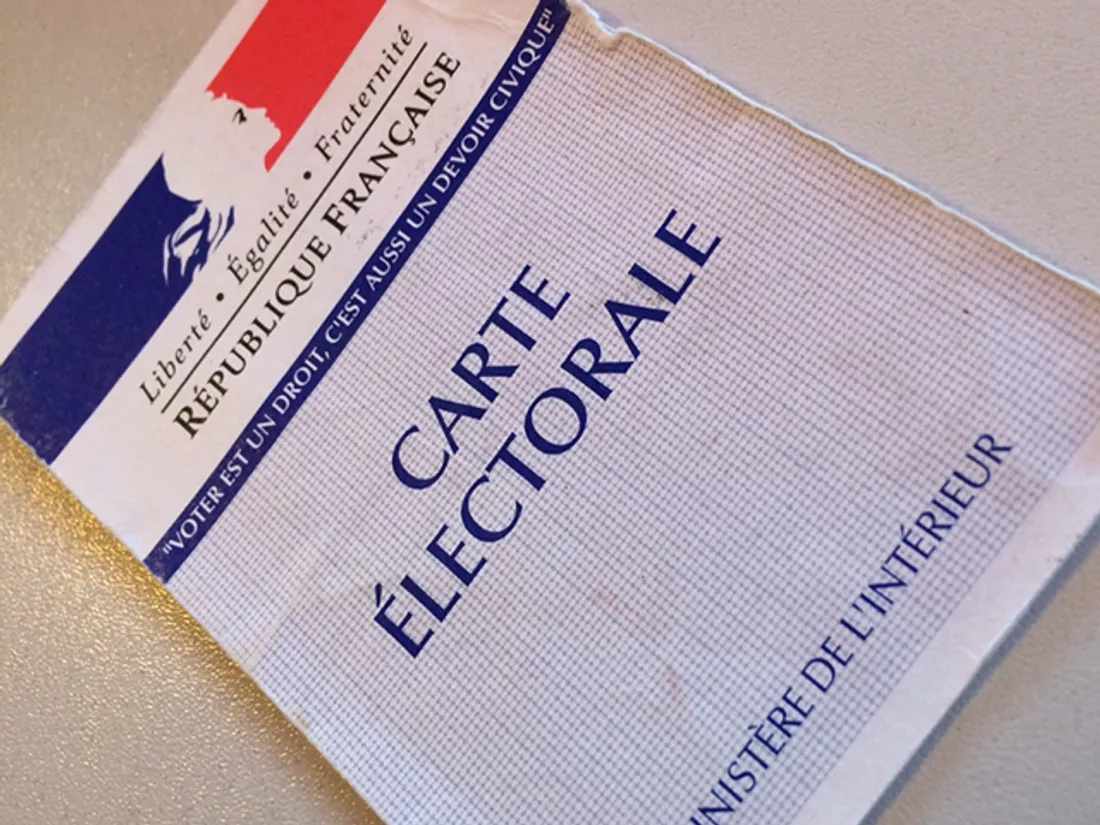 Liberté • Égalité • Fraternité
RÉPUBLIQUE FRANÇAISE
"VOTER EST UN DROIT, C'EST AUSSI UN DEVOIR CIVIQUE"
CARTE
ÉLECTORALE
INISTÈRE DE L'INTÉRIEUR